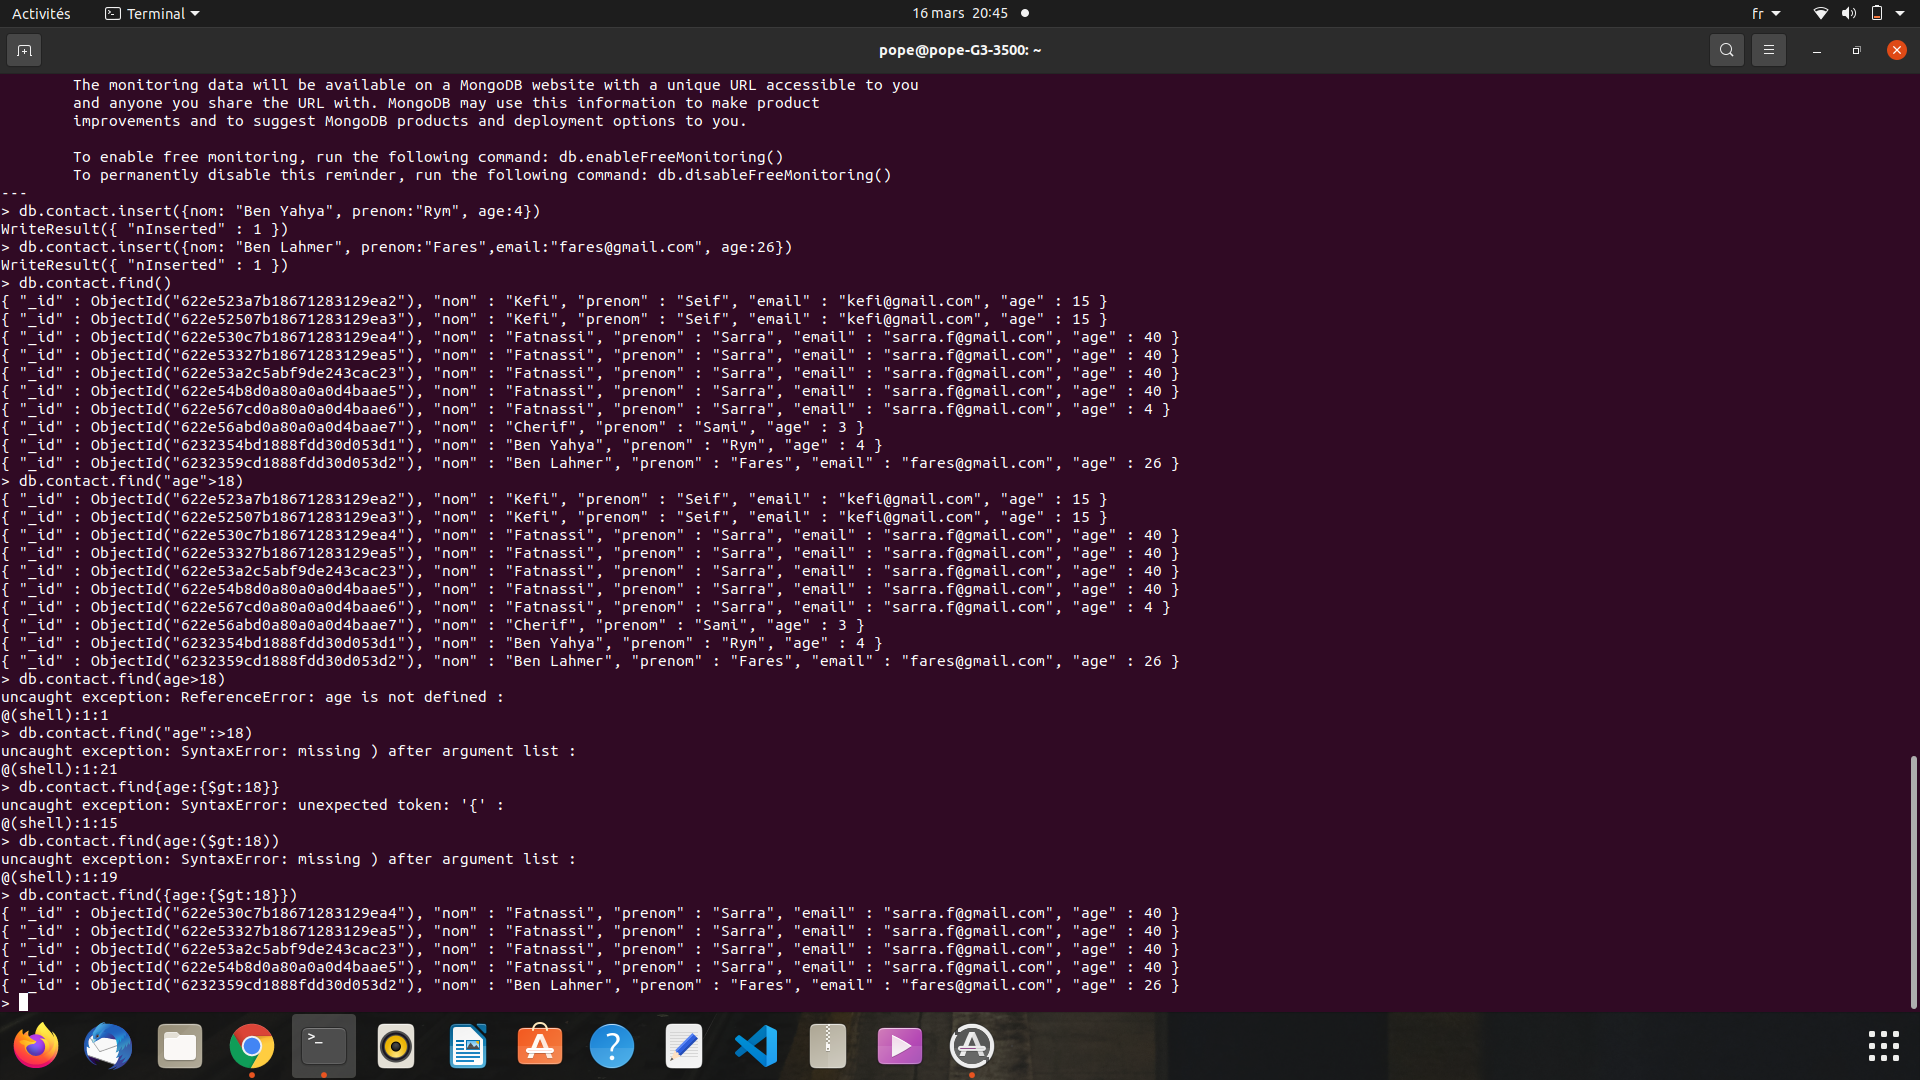 Activités
Terminal
16 mars 20:45
fr
pope@pope-G3-3500: ~
The monitoring data will be available on a MongoDB website with a unique URL accessible to you
and anyone you share the URL with. MongoDB may use this information to make product
improvements and to suggest MongoDB products and deployment options to you.
To enable free monitoring, run the following command: db.enableFreeMonitoring()
To permanently disable this reminder, run the following command: db.disableFreeMonitoring()
---
> db.contact.insert({nom: "Ben Yahya", prenom:"Rym", age:4})
WriteResult({ "nInserted" : 1 })
> db.contact.insert({nom: "Ben Lahmer", prenom:"Fares",email:"fares@gmail.com", age:26})
WriteResult({ "nInserted" : 1 })
> db.contact.find()
{ "_id" : ObjectId("622e523a7b18671283129ea2"), "nom" : "Kefi", "prenom" : "Seif", "email" : "kefi@gmail.com", "age" : 15 }
{ "_id" : ObjectId("622e52507b18671283129ea3"), "nom" : "Kefi", "prenom" : "Seif", "email" : "kefi@gmail.com", "age" : 15 }
{ "_id" : ObjectId("622e530c7b18671283129ea4"), "nom" : "Fatnassi", "prenom" : "Sarra", "email" : "sarra.f@gmail.com", "age" : 40 }
{ "_id" : ObjectId("622e53327b18671283129ea5"), "nom" : "Fatnassi", "prenom" : "Sarra", "email" : "sarra.f@gmail.com", "age" : 40 }
{ "_id" : ObjectId("622e53a2c5abf9de243cac23"), "nom" : "Fatnassi", "prenom" : "Sarra", "email" : "sarra.f@gmail.com", "age" : 40 }
{ "_id" : ObjectId("622e54b8d0a80a0a0d4baae5"), "nom" : "Fatnassi", "prenom" : "Sarra", "email" : "sarra.f@gmail.com", "age" : 40 }
{ "_id" : ObjectId("622e567cd0a80a0a0d4baae6"), "nom" : "Fatnassi", "prenom" : "Sarra", "email" : "sarra.f@gmail.com", "age" : 4 }
{ "_id" : ObjectId("622e56abd0a80a0a0d4baae7"), "nom" : "Cherif", "prenom" : "Sami", "age" : 3 }
{ "_id" : ObjectId("6232354bd1888fdd30d053d1"), "nom" : "Ben Yahya", "prenom" : "Rym", "age" : 4 }
{ "_id" : ObjectId("6232359cd1888fdd30d053d2"), "nom" : "Ben Lahmer", "prenom" : "Fares", "email" : "fares@gmail.com", "age" : 26 }
> db.contact.find("age">18)
{ "_id" : ObjectId("622e523a7b18671283129ea2"), "nom" : "Kefi", "prenom" : "Seif", "email" : "kefi@gmail.com", "age" : 15 }
{ "_id" : ObjectId("622e52507b18671283129ea3"), "nom" : "Kefi", "prenom" : "Seif", "email" : "kefi@gmail.com", "age" : 15 }
{ "_id" : ObjectId("622e530c7b18671283129ea4"), "nom" : "Fatnassi", "prenom" : "Sarra", "email" : "sarra.f@gmail.com", "age" : 40 }
{ "_id" : ObjectId("622e53327b18671283129ea5"), "nom" : "Fatnassi", "prenom" : "Sarra", "email" : "sarra.f@gmail.com", "age" : 40 }
{ "_id" : ObjectId("622e53a2c5abf9de243cac23"), "nom" : "Fatnassi", "prenom" : "Sarra", "email" : "sarra.f@gmail.com", "age" : 40 }
{ "_id" : ObjectId("622e54b8d0a80a0a0d4baae5"), "nom" : "Fatnassi", "prenom" : "Sarra", "email" : "sarra.f@gmail.com", "age" : 40 }
{ "_id" : ObjectId("622e567cd0a80a0a0d4baae6"), "nom" : "Fatnassi", "prenom" : "Sarra", "email" : "sarra.f@gmail.com", "age" : 4 }
{ "_id" : ObjectId("622e56abd0a80a0a0d4baae7"), "nom" : "Cherif", "prenom" : "Sami", "age" : 3 }
{ "_id" : ObjectId("6232354bd1888fdd30d053d1"), "nom" : "Ben Yahya", "prenom" : "Rym", "age" : 4 }
{ "_id" : ObjectId("6232359cd1888fdd30d053d2"), "nom" : "Ben Lahmer", "prenom" : "Fares", "email" : "fares@gmail.com", "age" : 26 }
> db.contact.find(age>18)
uncaught exception: ReferenceError: age is not defined :
@(shell):1:1
> db.contact.find("age":>18)
uncaught exception: SyntaxError: missing ) after argument list :
@(shell):1:21
> db.contact.find{age:{$gt:18}}
uncaught exception: SyntaxError: unexpected token: '{' :
@(shell):1:15
> db.contact.find(age:($gt:18))
uncaught exception: SyntaxError: missing ) after argument list :
@(shell):1:19
> db.contact.find({age:{$gt:18}})
{ "_id" : ObjectId("622e530c7b18671283129ea4"), "nom" : "Fatnassi", "prenom" : "Sarra", "email" : "sarra.f@gmail.com", "age" : 40 }
{ "_id" : ObjectId("622e53327b18671283129ea5"), "nom" : "Fatnassi", "prenom" : "Sarra", "email" : "sarra.f@gmail.com", "age" : 40 }
{ "_id" : ObjectId("622e53a2c5abf9de243cac23"), "nom" : "Fatnassi", "prenom" : "Sarra", "email" : "sarra.f@gmail.com", "age" : 40 }
{ "_id" : ObjectId("622e54b8d0a80a0a0d4baae5"), "nom" : "Fatnassi", "prenom" : "Sarra", "email" : "sarra.f@gmail.com", "age" : 40 }
{ "_id" : ObjectId("6232359cd1888fdd30d053d2"), "nom" : "Ben Lahmer", "prenom" : "Fares", "email" : "fares@gmail.com", "age" : 26 }
>